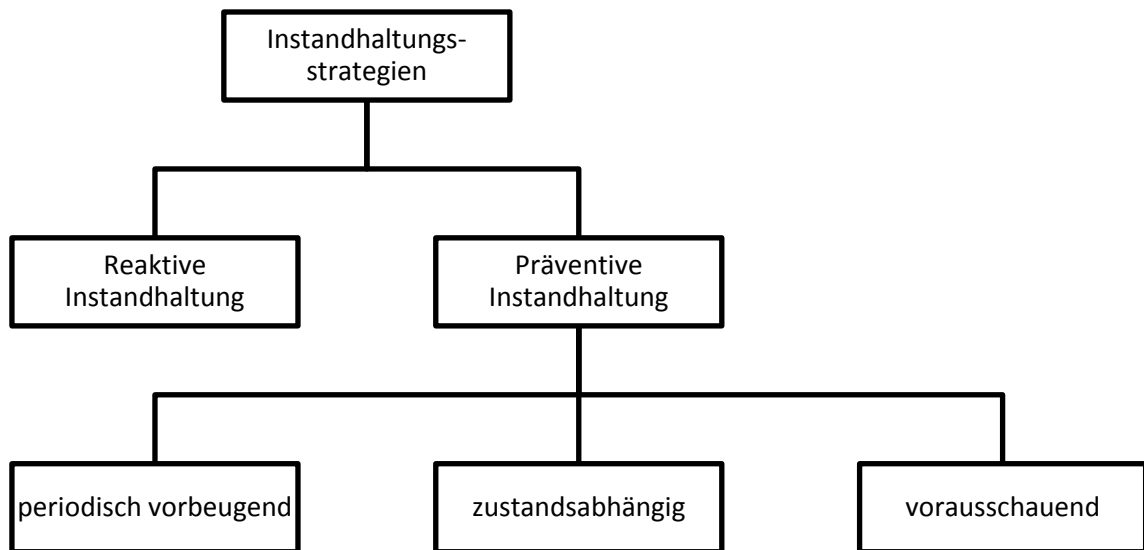 Instandhaltungs-
strategien
Reaktive
Instandhaltung
Präventive
Instandhaltung
periodisch vorbeugend
zustandsabhängig
vorausschauend